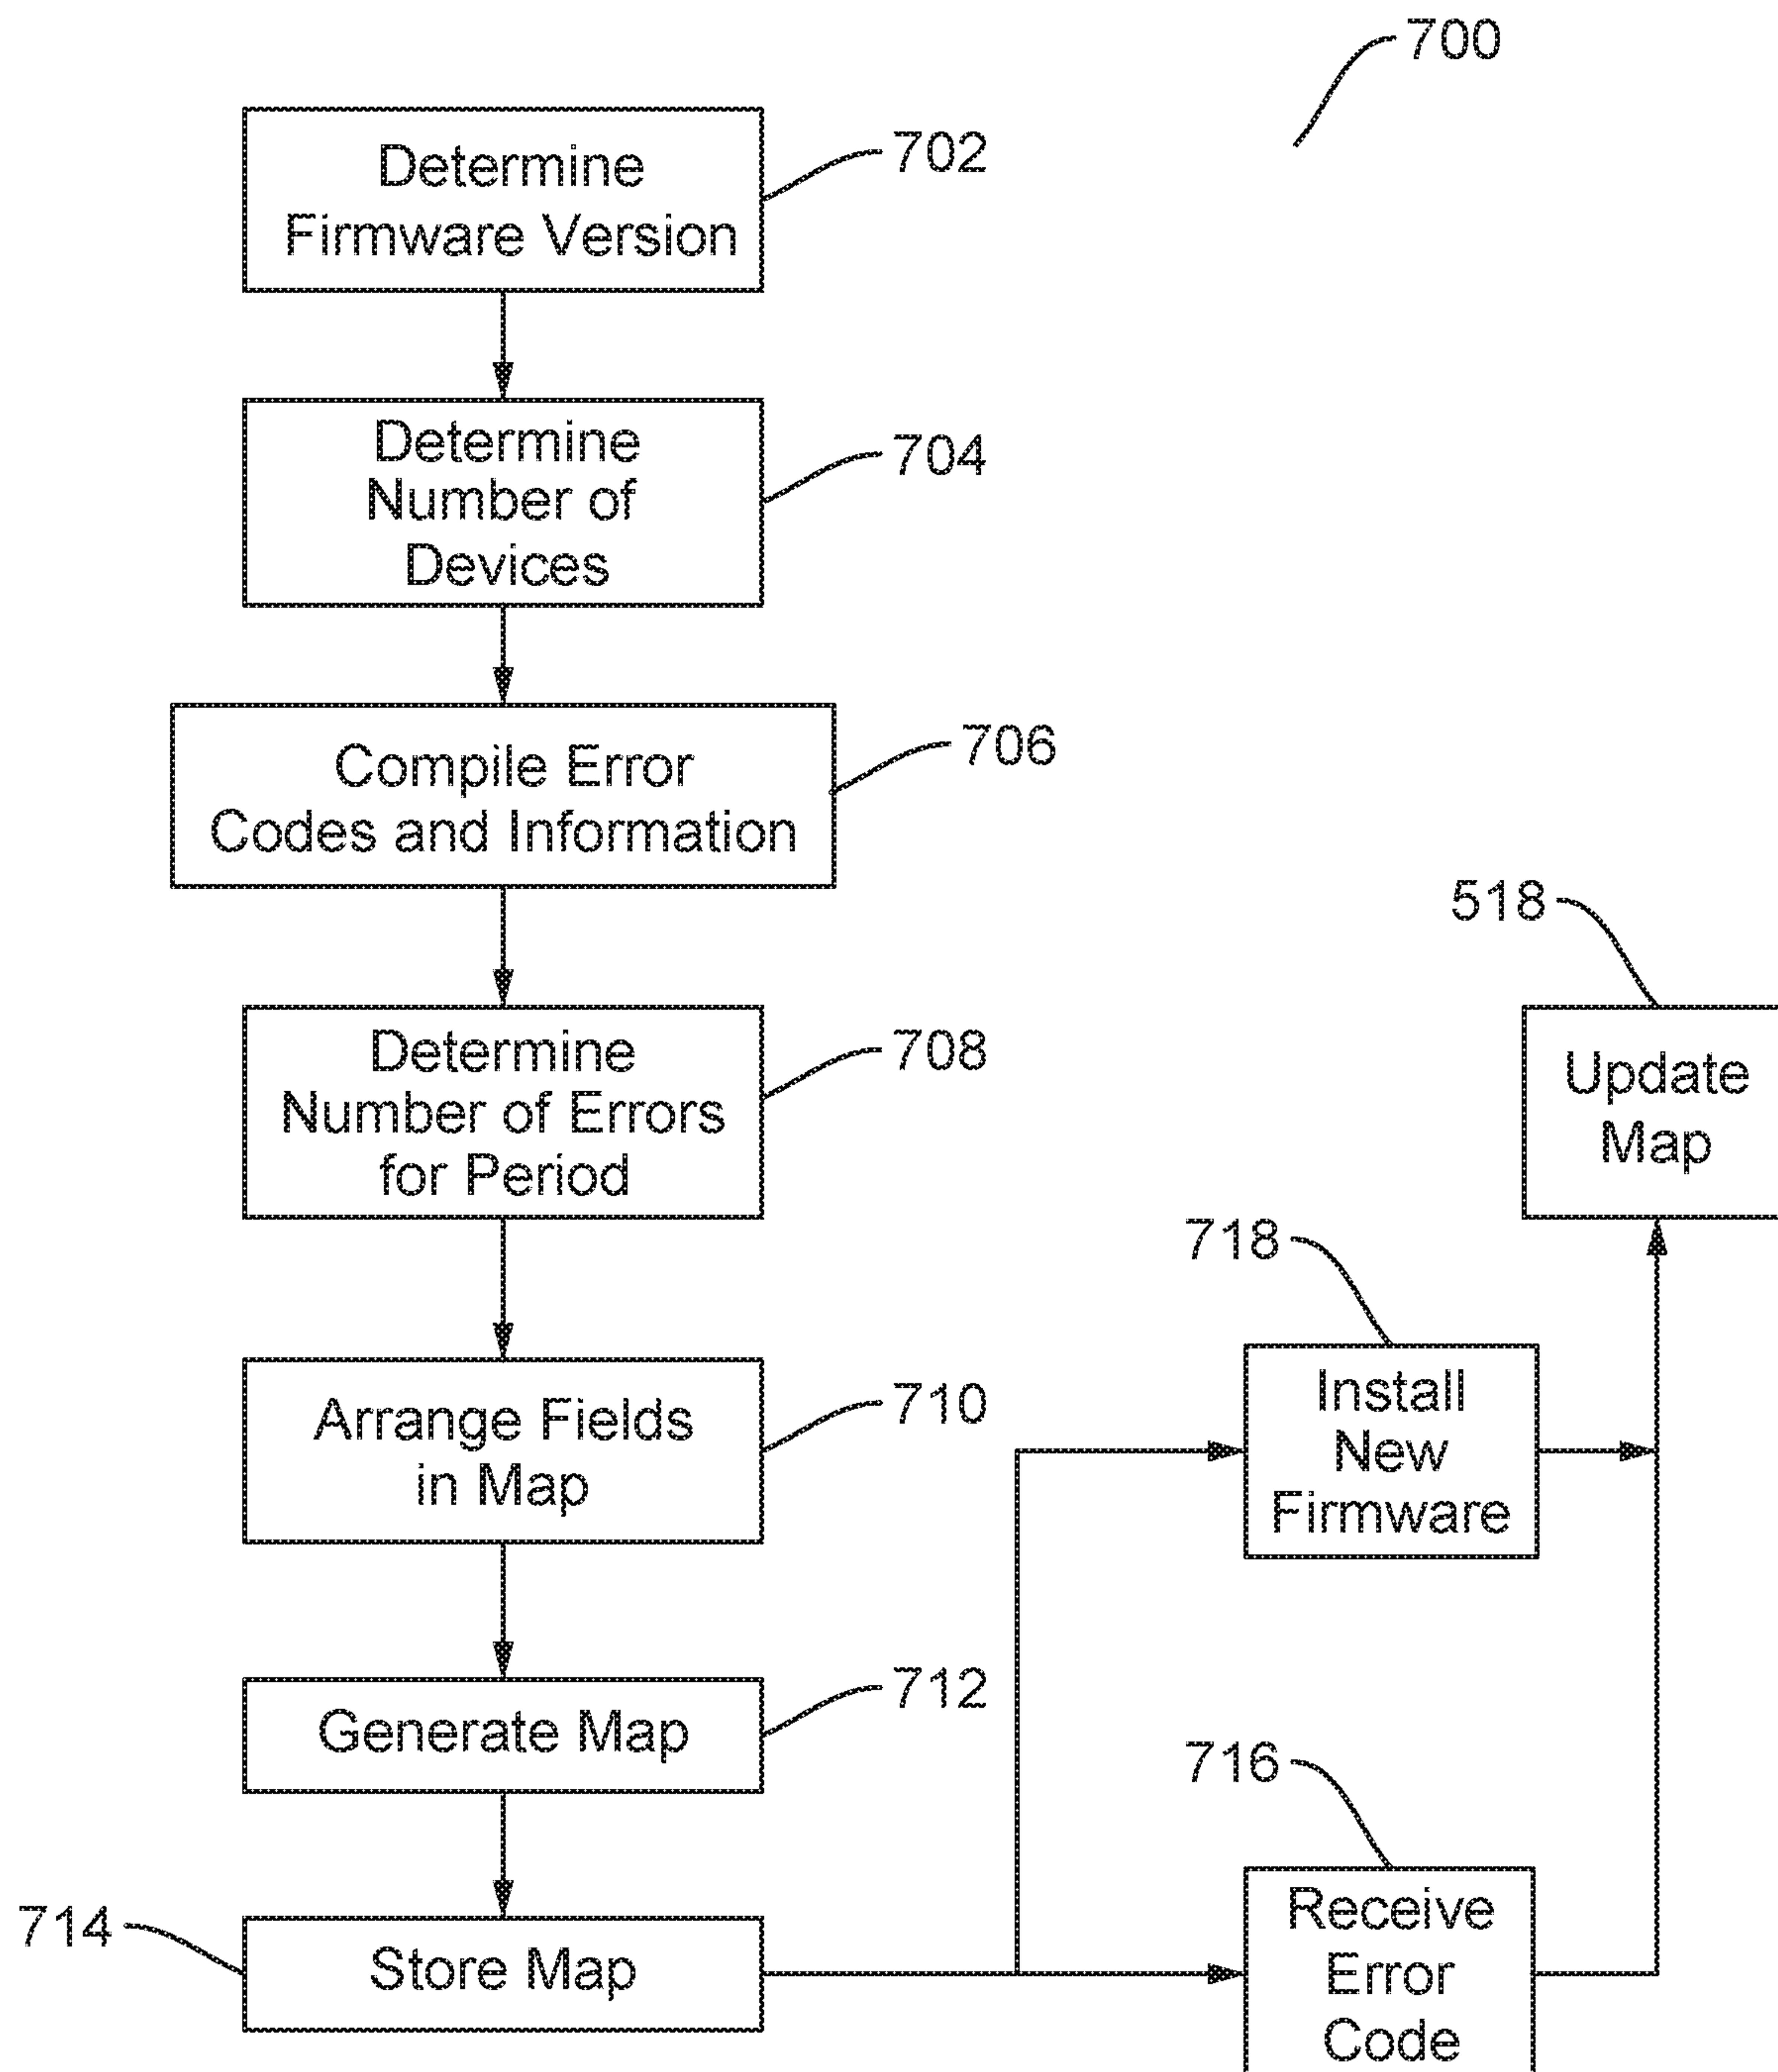 700
Determine
Firmware Version
702
Determine
Number of
Devices
704
Compile Error
Codes and Information
706
Determine
Number of Errors
for Period
708
518
Update
Map
Arrange Fields
in Map
710
718
Install
New
Firmware
Generate Map
712
714
Store Map
716
Receive
Error
Code